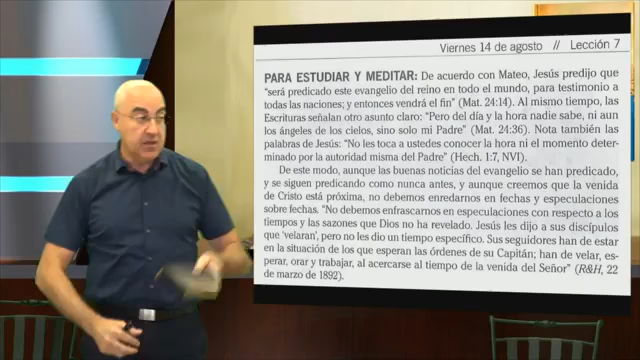 Viernes 14 de agosto // Lección 7
PARA ESTUDIAR Y MEDITAR: De acuerdo con Mateo, Jesús predijo que
"será predicado este evangelio del reino en todo el mundo, para testimonio a
todas las naciones; y entonces vendrá el fin" (Mat. 24:14). Al mismo tiempo, las
Escrituras señalan otro asunto claro: "Pero del día y la hora nadie sabe, ni aun
los ángeles de los cielos, sino solo mi Padre" (Mat. 24:36). Nota también las
palabras de Jesús: "No les toca a ustedes conocer la hora ni el momento deter-
minado por la autoridad misma del Padre" (Hech. 1:7, NVI).
De este modo, aunque las buenas noticias del evangelio se han predicado,
y se siguen predicando como nunca antes, y aunque creemos que la venida
de Cristo está próxima, no debemos enredarnos en fechas y especulaciones
sobre fechas. "No debemos enfrascarnos en especulaciones con respecto a los
tiempos y las sazones que Dios no ha revelado. Jesús les dijo a sus discípulos
que 'velaran', pero no les dio un tiempo específico. Sus seguidores han de estar
en la situación de los que esperan las órdenes de su Capitán; han de velar, es-
perar, orar y trabajar, al acercarse al tiempo de la venida del Señor" (R&H, 22
de marzo de 1892).